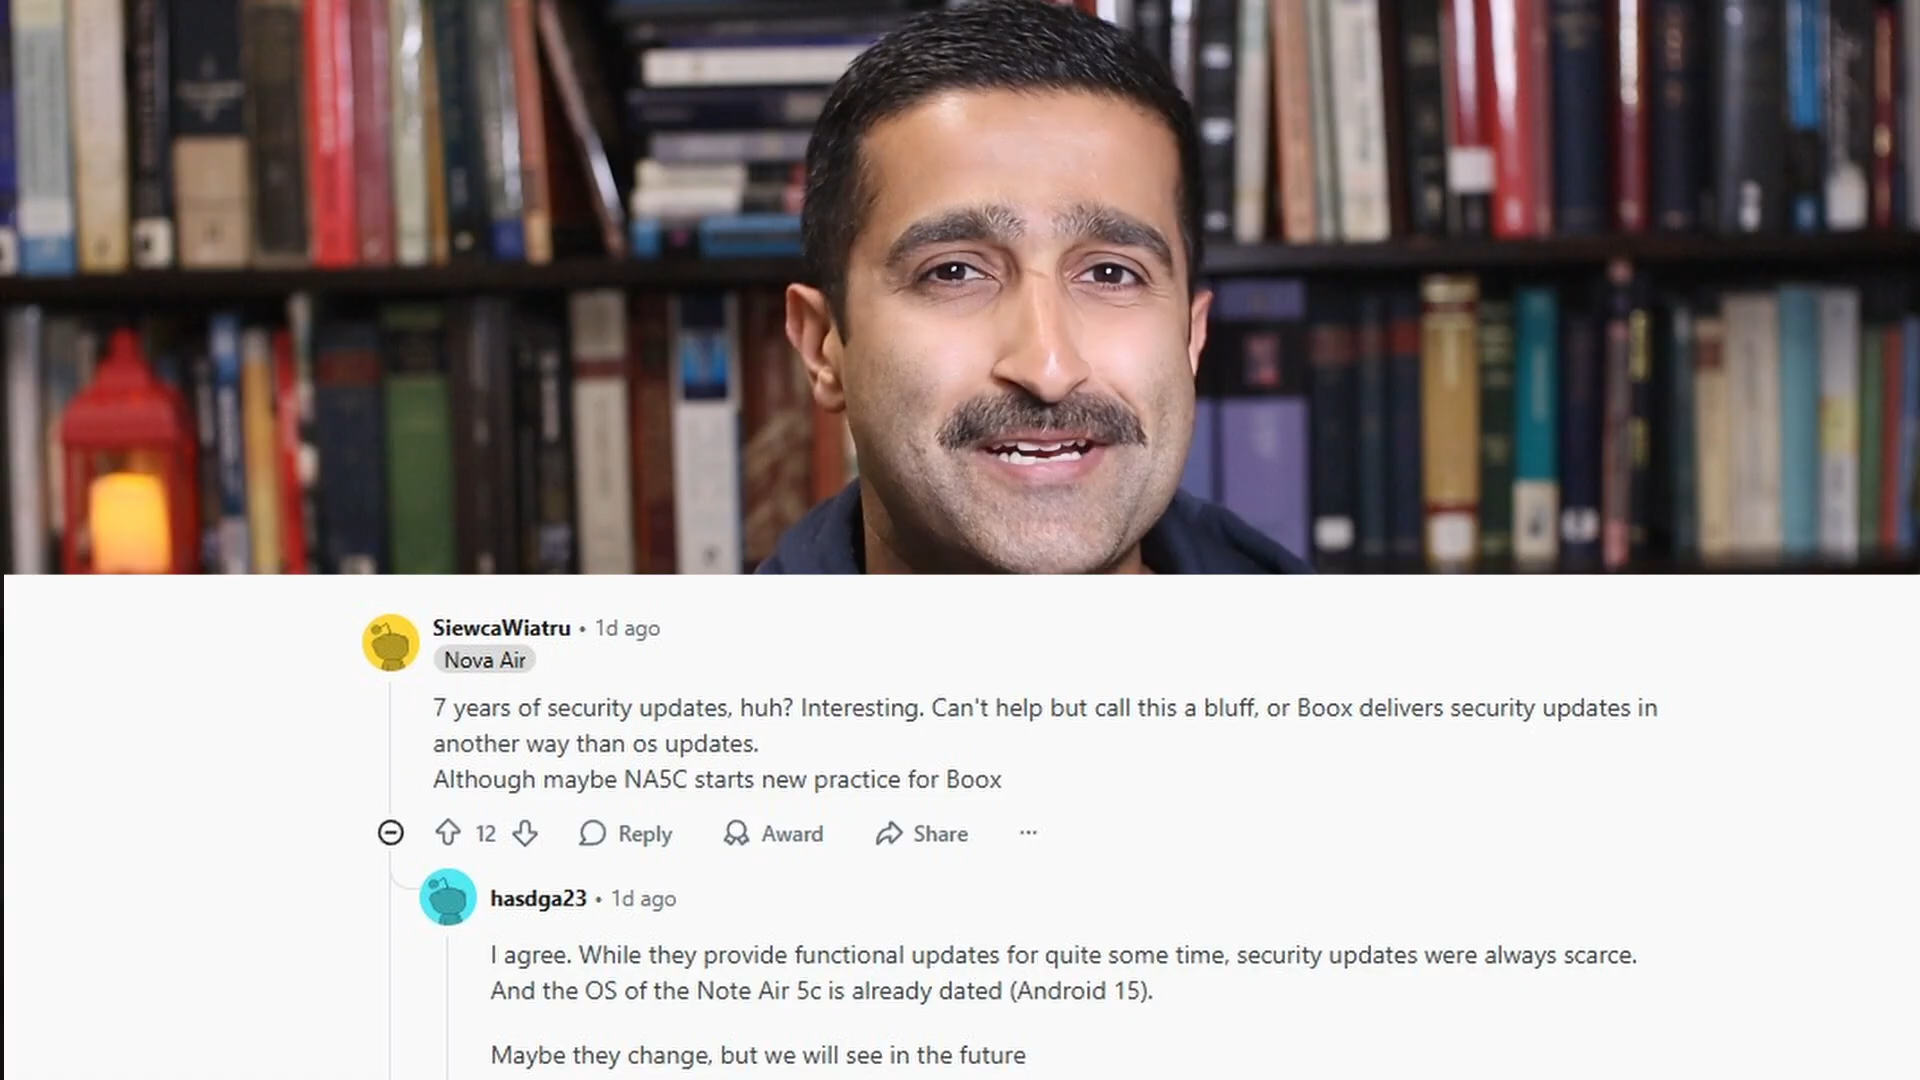 SiewcaWiatru • 1d ago
Nova Air
7 years of security updates, huh? Interesting. Can't help but call this a bluff, or Boox delivers security updates in
another way than os updates.
Although maybe NA5C starts new practice for Boox
12 Reply Award Share ...
hasdga23 • 1d ago
I agree. While they provide functional updates for quite some time, security updates were always scarce.
And the OS of the Note Air 5c is already dated (Android 15).
Maybe they change, but we will see in the future